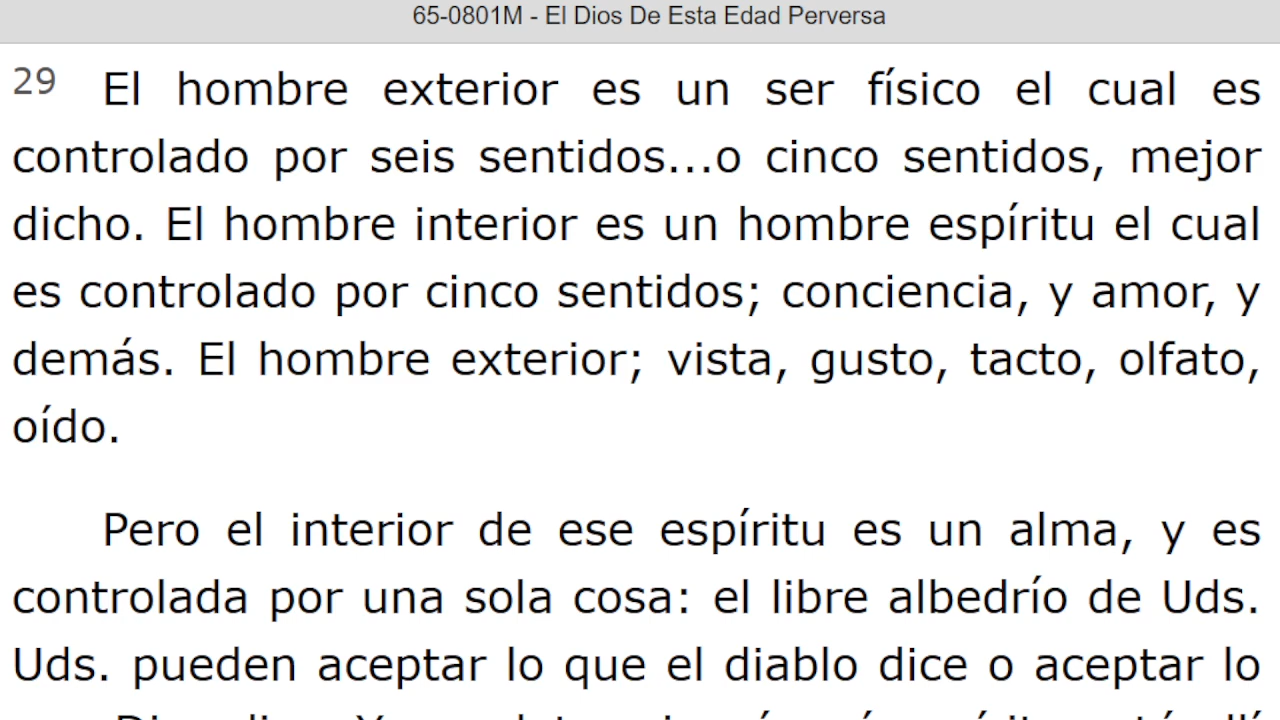 65-0801M - El Dios De Esta Edad Perversa
29 El hombre exterior es un ser físico el cual es
controlado por seis sentidos...o cinco sentidos, mejor
dicho. El hombre interior es un hombre espíritu el cual
es controlado por cinco sentidos; conciencia, y amor, y
demás. El hombre exterior; vista, gusto, tacto, olfato,
oído.
Pero el interior de ese espíritu es un alma, y es
controlada por una sola cosa: el libre albedrío de Uds.
Uds. pueden aceptar lo que el diablo dice o aceptar lo